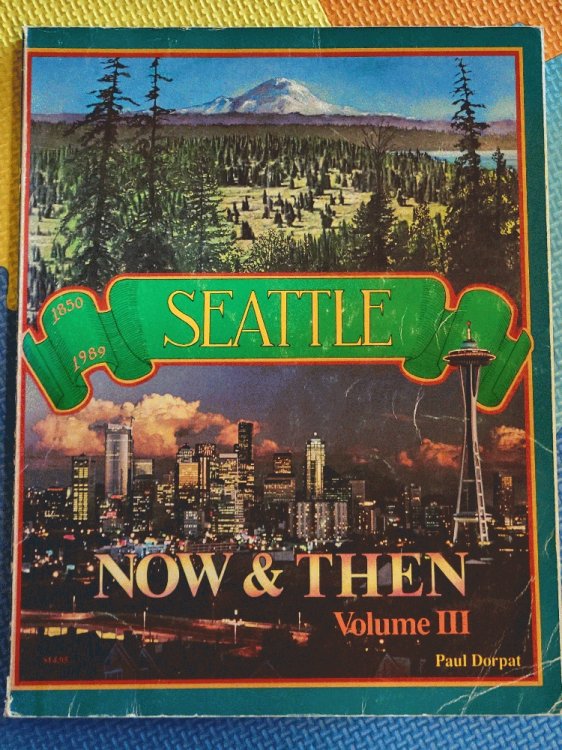 1850
1989
SEATTLE
NOW & THEN
Volume III
Paul Dorpat